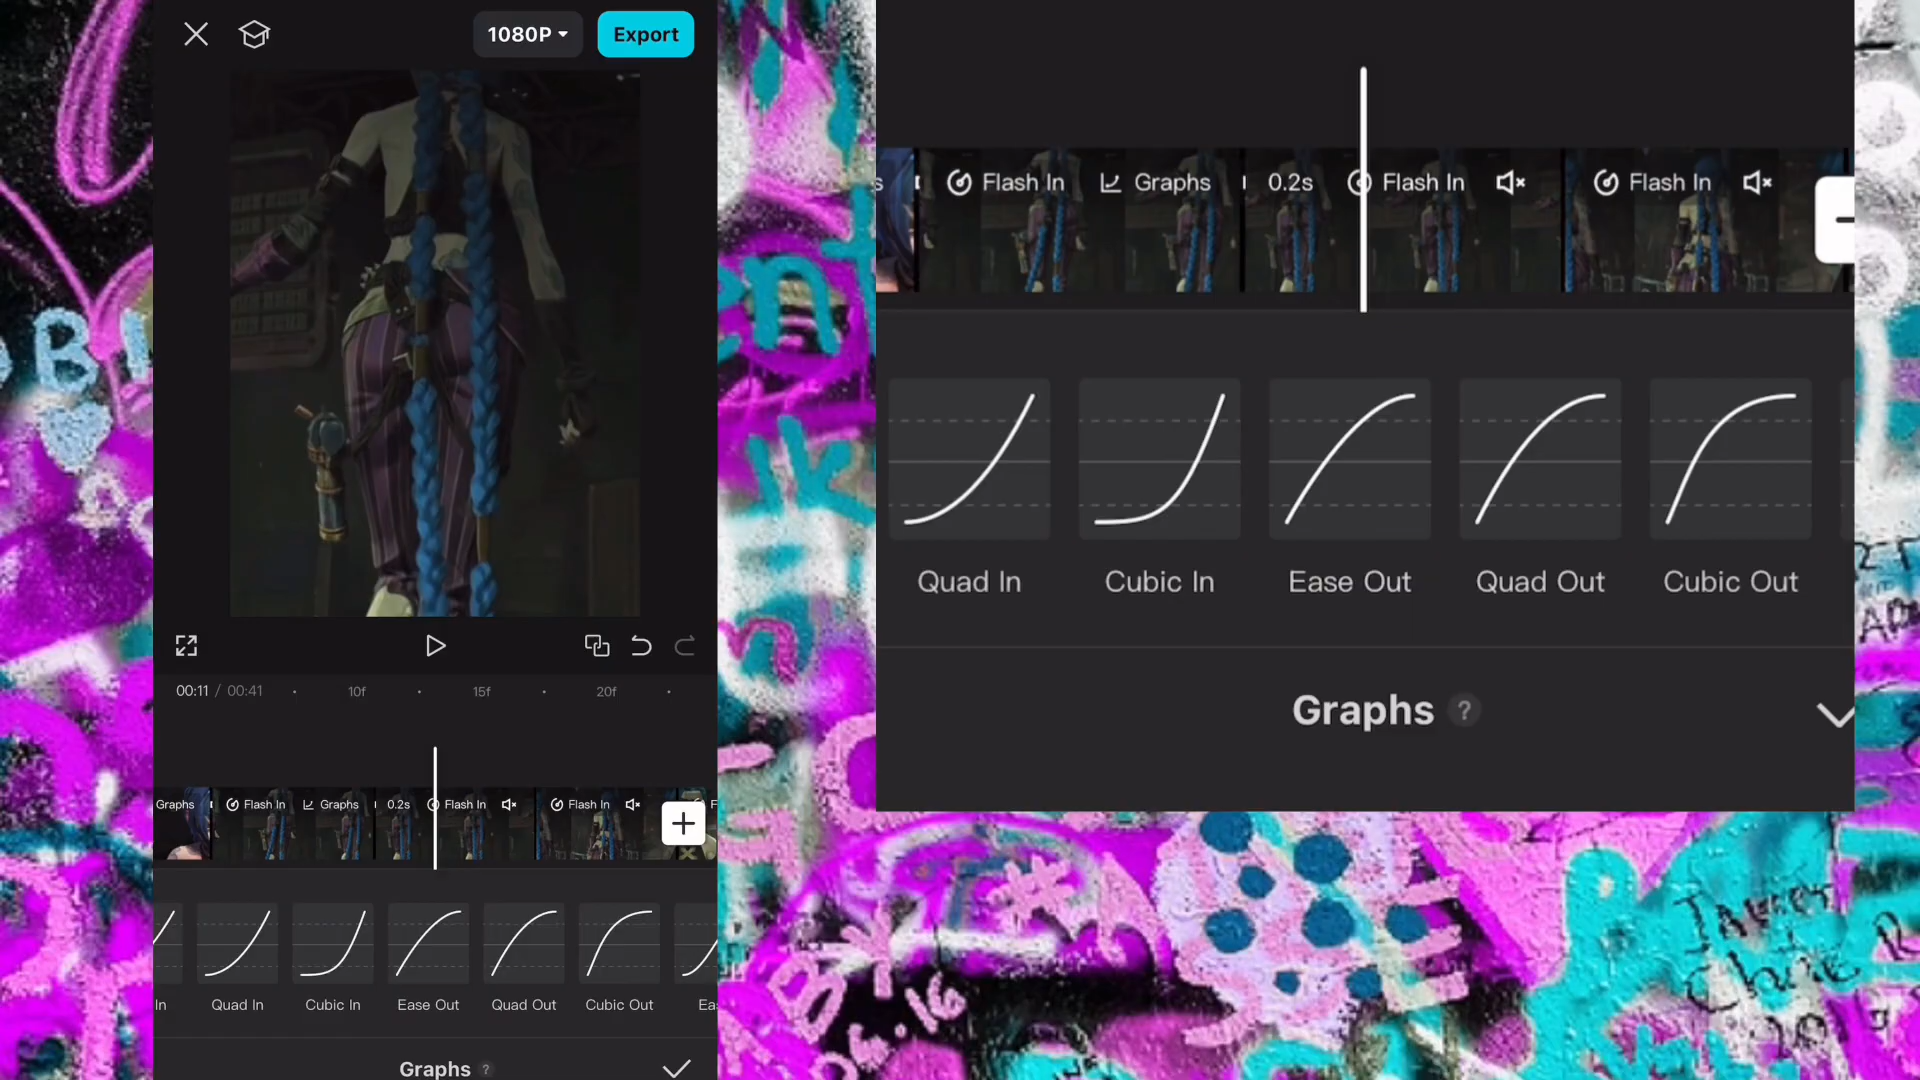 1080P
Export
00:11 / 00:41
10f
15f
20f
Graphs
Flash In
Graphs
0.2s
Flash In
Flash In
In
Quad In
Cubic In
Ease Out
Quad Out
Cubic Out
Eas
Graphs ?
s
Flash In
Graphs
0.2s
Flash In
Flash In
Quad In
Cubic In
Ease Out
Quad Out
Cubic Out
Graphs ?